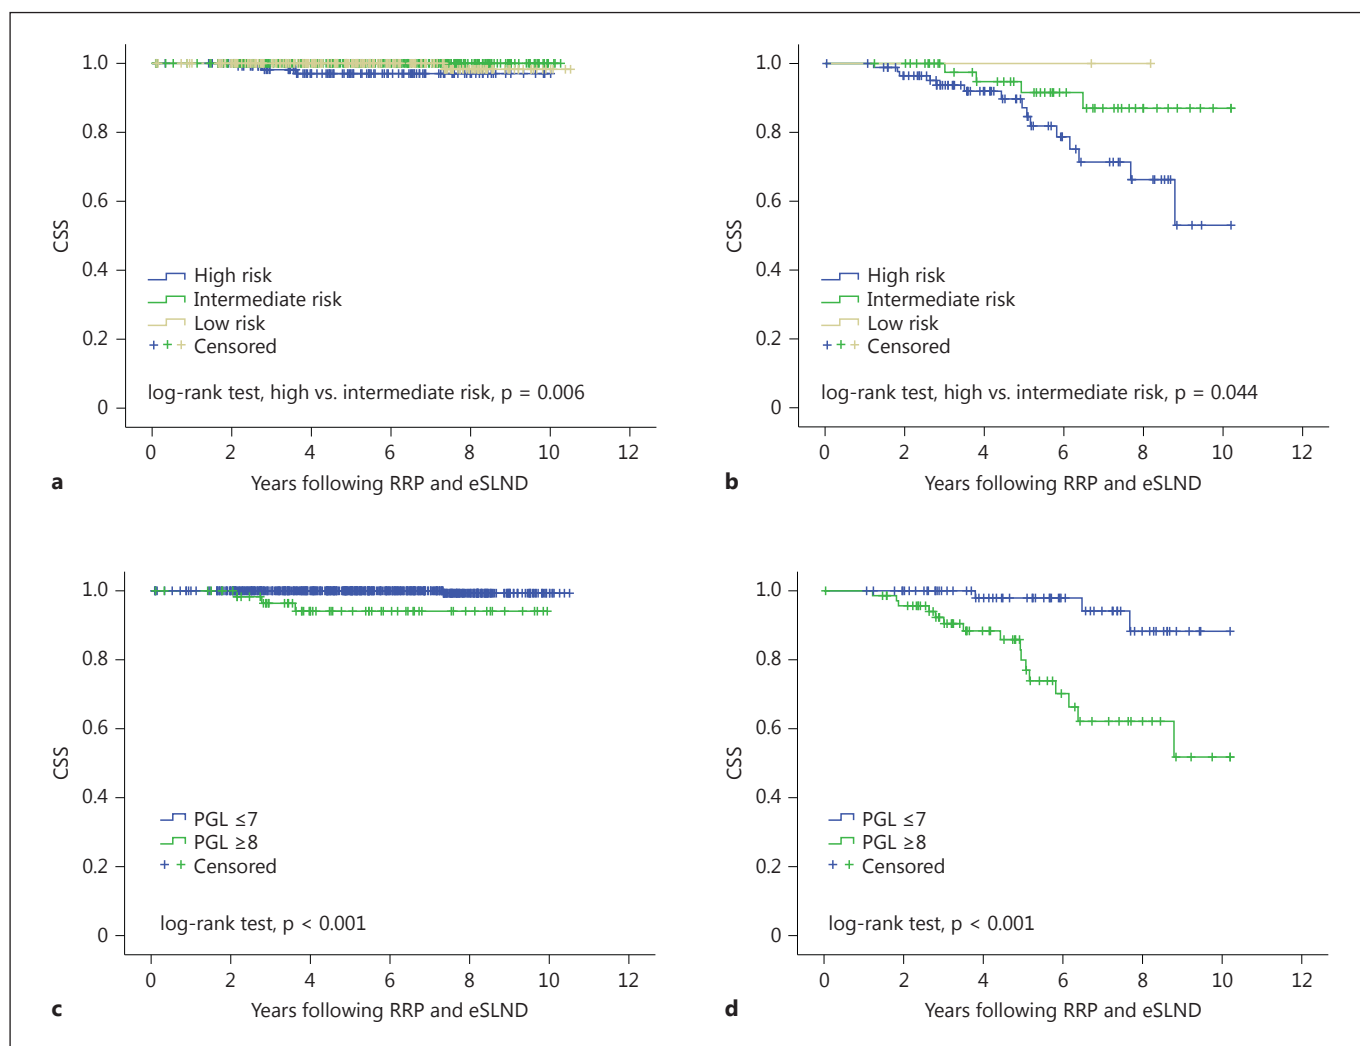 1.0
0.8
0.6
0.4
0.2
0
CSS
High risk
Intermediate risk
Low risk
Censored
log-rank test, high vs. intermediate risk, p = 0.006
0 2 4 6 8 10 12
Years following RRP and eSLND
a
1.0
0.8
0.6
0.4
0.2
0
CSS
High risk
Intermediate risk
Low risk
Censored
log-rank test, high vs. intermediate risk, p = 0.044
0 2 4 6 8 10 12
Years following RRP and eSLND
b
1.0
0.8
0.6
0.4
0.2
0
CSS
PGL ≤7
PGL ≥8
Censored
log-rank test, p < 0.001
0 2 4 6 8 10 12
Years following RRP and eSLND
c
1.0
0.8
0.6
0.4
0.2
0
CSS
PGL ≤7
PGL ≥8
Censored
log-rank test, p < 0.001
0 2 4 6 8 10 12
Years following RRP and eSLND
d